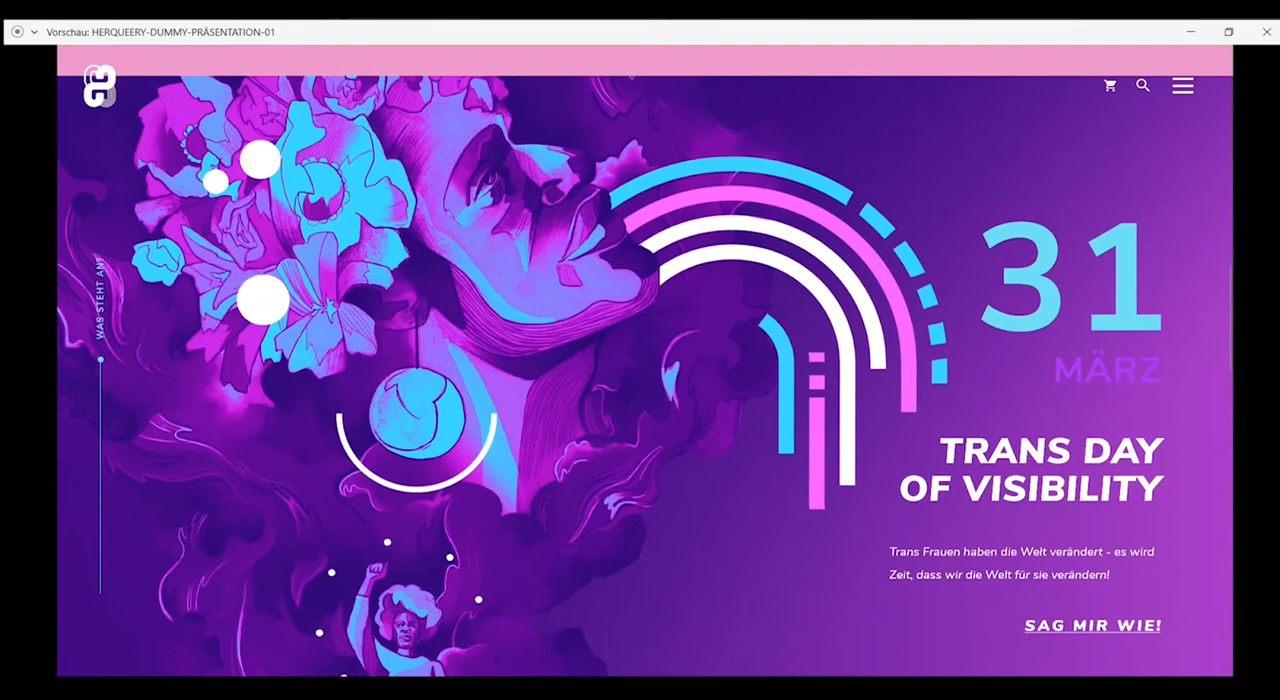 Vorschau: HERQUEERY-DUMMY-PRÄSENTATION-01
WAS STEHT AN?
31
MÄRZ
TRANS DAY
OF VISIBILITY
Trans Frauen haben die Welt verändert - es wird
Zeit, dass wir die Welt für sie verändern!
SAG MIR WIE!